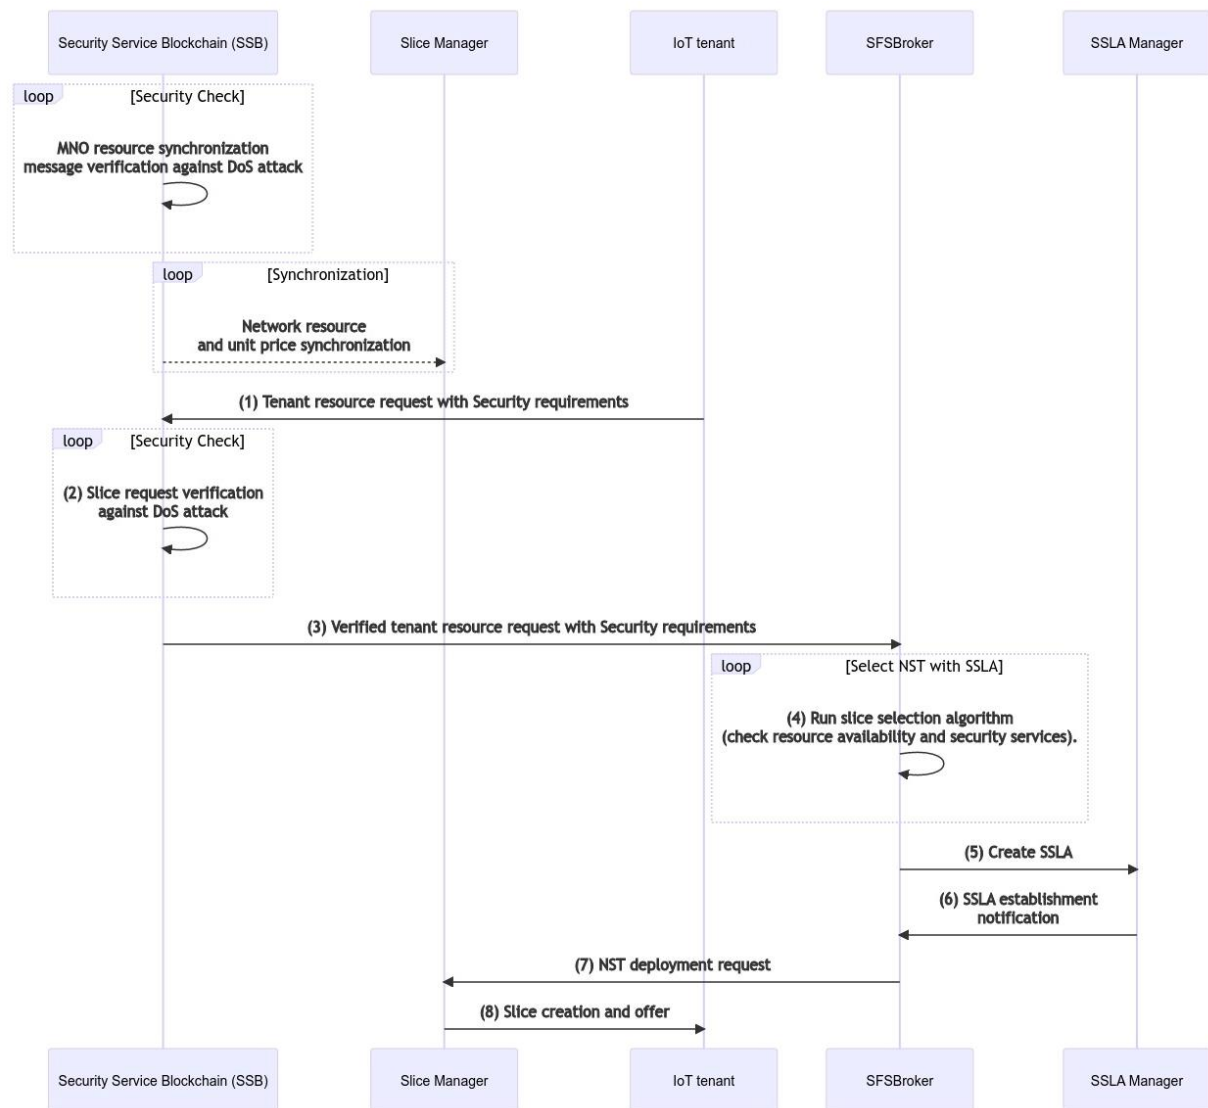 Security Service Blockchain (SSB)
Slice Manager
IoT tenant
SFSBroker
SSLA Manager
loop
[Security Check]
MNO resource synchronization
message verification against DoS attack
loop
[Synchronization]
Network resource
and unit price synchronization
(1) Tenant resource request with Security requirements
loop
[Security Check]
(2) Slice request verification
against DoS attack
(3) Verified tenant resource request with Security requirements
loop
[Select NST with SSLA]
(4) Run slice selection algorithm
(check resource availability and security services).
(5) Create SSLA
(6) SSLA establishment
notification
(7) NST deployment request
(8) Slice creation and offer
Security Service Blockchain (SSB)
Slice Manager
IoT tenant
SFSBroker
SSLA Manager